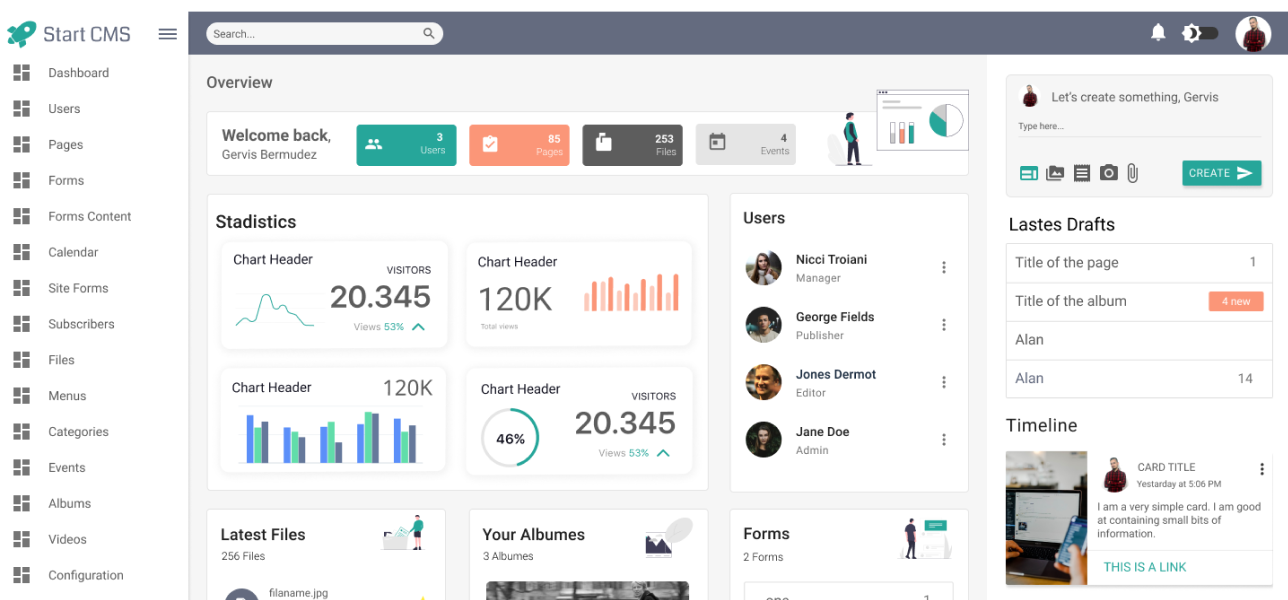 Start CMS
Search...
Dashboard
Users
Pages
Forms
Forms Content
Calendar
Site Forms
Subscribers
Files
Menus
Categories
Events
Albums
Videos
Configuration
Overview
Welcome back,
Gervis Bermudez
3
Users
85
Pages
253
Files
4
Events
Stadistics
Chart Header
VISITORS
20.345
Views 53%
Chart Header
120K
Total views
Chart Header
120K
Chart Header
VISITORS
46%
20.345
Views 53%
Users
Nicci Troiani
Manager
George Fields
Publisher
Jones Dermot
Editor
Jane Doe
Admin
Latest Files
256 Files
filaname.jpg
Your Albumes
3 Albumes
Forms
2 Forms
1
Let's create something, Gervis
Type here...
CREATE
Lastes Drafts
Title of the page 1
Title of the album 4 new
Alan
Alan 14
Timeline
CARD TITLE
Yestarday at 5:06 PM
I am a very simple card. I am good
at containing small bits of
information.
THIS IS A LINK